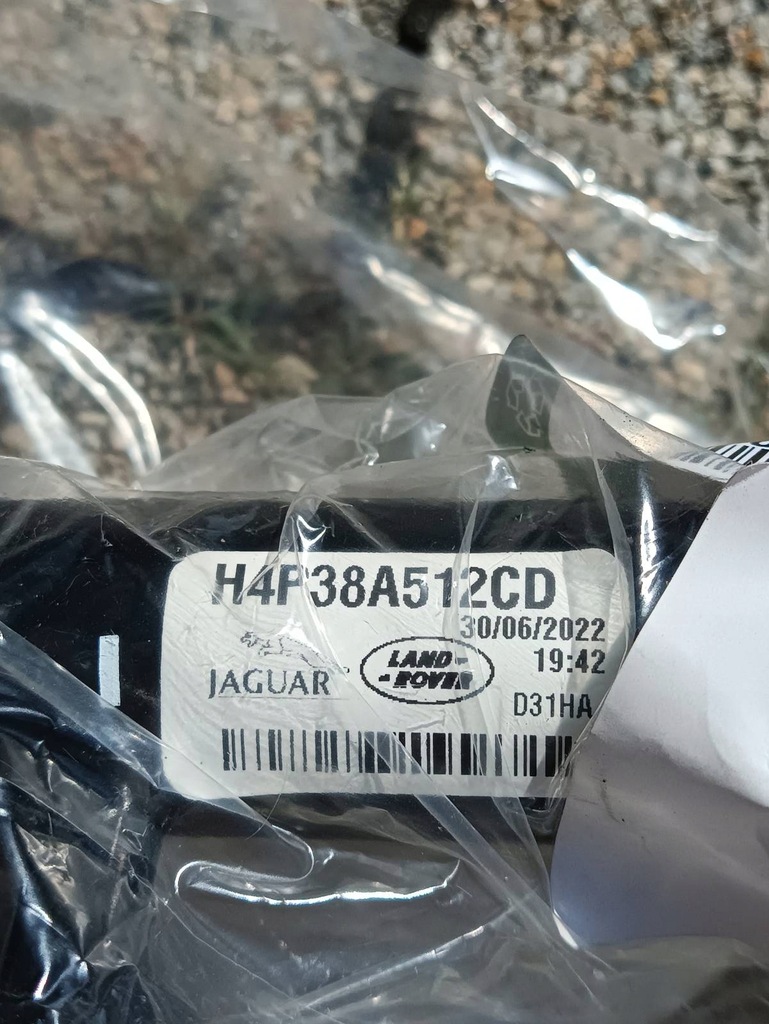 H4P38A512CD
30/06/2022
19:42
JAGUAR
LAND-
-ROVER
D31HA